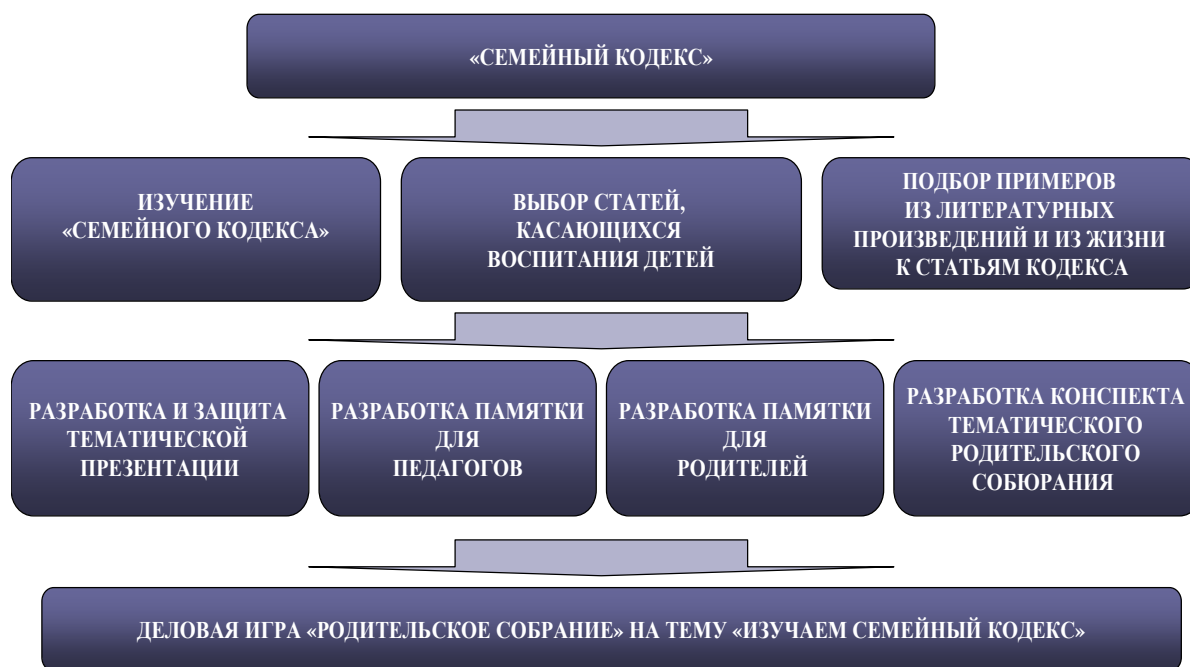 «СЕМЕЙНЫЙ КОДЕКС»
ИЗУЧЕНИЕ
«СЕМЕЙНОГО КОДЕКСА»
ВЫБОР СТАТЕЙ,
КАСАЮЩИХСЯ
ВОСПИТАНИЯ ДЕТЕЙ
ПОДБОР ПРИМЕРОВ
ИЗ ЛИТЕРАТУРНЫХ
ПРОИЗВЕДЕНИЙ И ИЗ ЖИЗНИ
К СТАТЬЯМ КОДЕКСА
РАЗРАБОТКА И ЗАЩИТА
ТЕМАТИЧЕСКОЙ
ПРЕЗЕНТАЦИИ
РАЗРАБОТКА ПАМЯТКИ
ДЛЯ
ПЕДАГОГОВ
РАЗРАБОТКА ПАМЯТКИ
ДЛЯ
РОДИТЕЛЕЙ
РАЗРАБОТКА КОНСПЕКТА
ТЕМАТИЧЕСКОГО
РОДИТЕЛЬСКОГО
СОБЮРАНИЯ
ДЕЛОВАЯ ИГРА «РОДИТЕЛЬСКОЕ СОБРАНИЕ» НА ТЕМУ «ИЗУЧАЕМ СЕМЕЙНЫЙ КОДЕКС»